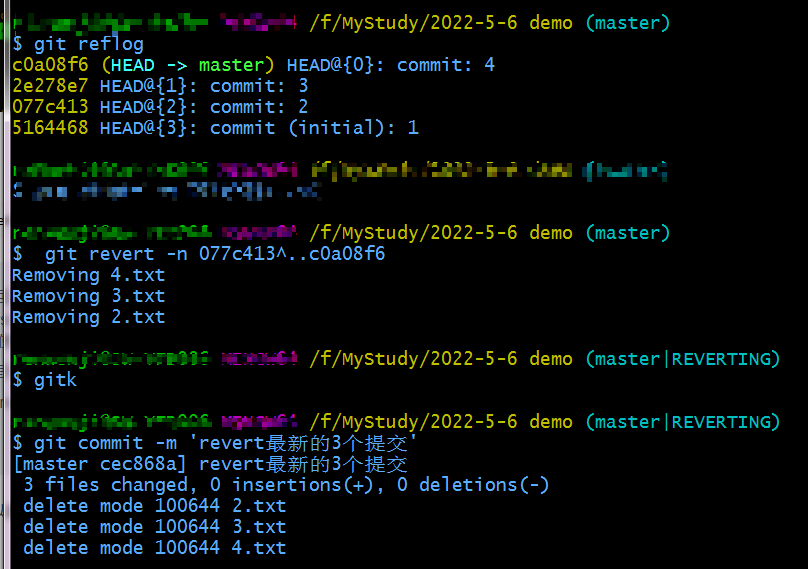 /f/MyStudy/2022-5-6 demo (master)
$ git reflog
c0a08f6 (HEAD -> master) HEAD@{0}: commit: 4
2e278e7 HEAD@{1}: commit: 3
077c413 HEAD@{2}: commit: 2
5164468 HEAD@{3}: commit (initial): 1
/f/MyStudy/2022-5-6 demo (master)
$  git revert -n 077c413^..c0a08f6
Removing 4.txt
Removing 3.txt
Removing 2.txt
/f/MyStudy/2022-5-6 demo (master|REVERTING)
$ gitk
/f/MyStudy/2022-5-6 demo (master|REVERTING)
$ git commit -m 'revert最新的3个提交'
[master cec868a] revert最新的3个提交
 3 files changed, 0 insertions(+), 0 deletions(-)
 delete mode 100644 2.txt
 delete mode 100644 3.txt
 delete mode 100644 4.txt